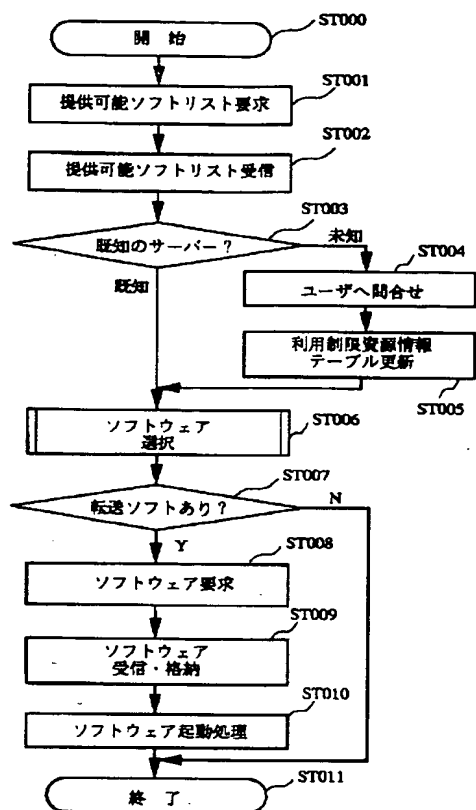 開 始
ST000
提供可能ソフトリスト要求
ST001
提供可能ソフトリスト受信
ST002
既知のサーバー?
ST003
未知
既知
ユーザへ問合せ
ST004
利用制限資源情報
テーブル更新
ST005
ソフトウェア
選択
ST006
転送ソフトあり?
ST007
N
Y
ソフトウェア要求
ST008
ソフトウェア
受信・格納
ST009
ソフトウェア起動処理
ST010
終 了
ST011